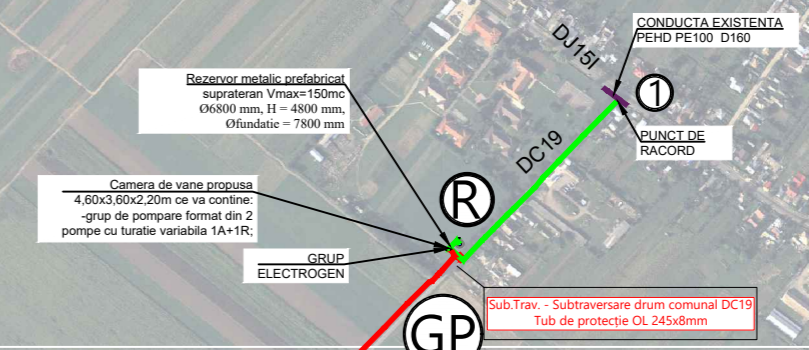 CONDUCTA EXISTENTA
PEHD PE100 D160
DJ15I
1
PUNCT DE
RACORD
DC19
Rezervor metalic prefabricat
suprateran Vmax=150mc
Ø6800 mm, H = 4800 mm,
Øfundatie = 7800 mm
R
Camera de vane propusa
4,60x3,60x2,20m ce va contine:
-grup de pompare format din 2
pompe cu turatie variabila 1A+1R;
GRUP
ELECTROGEN
Sub.Trav. - Subtraversare drum comunal DC19
Tub de protecție OL 245x8mm
GP